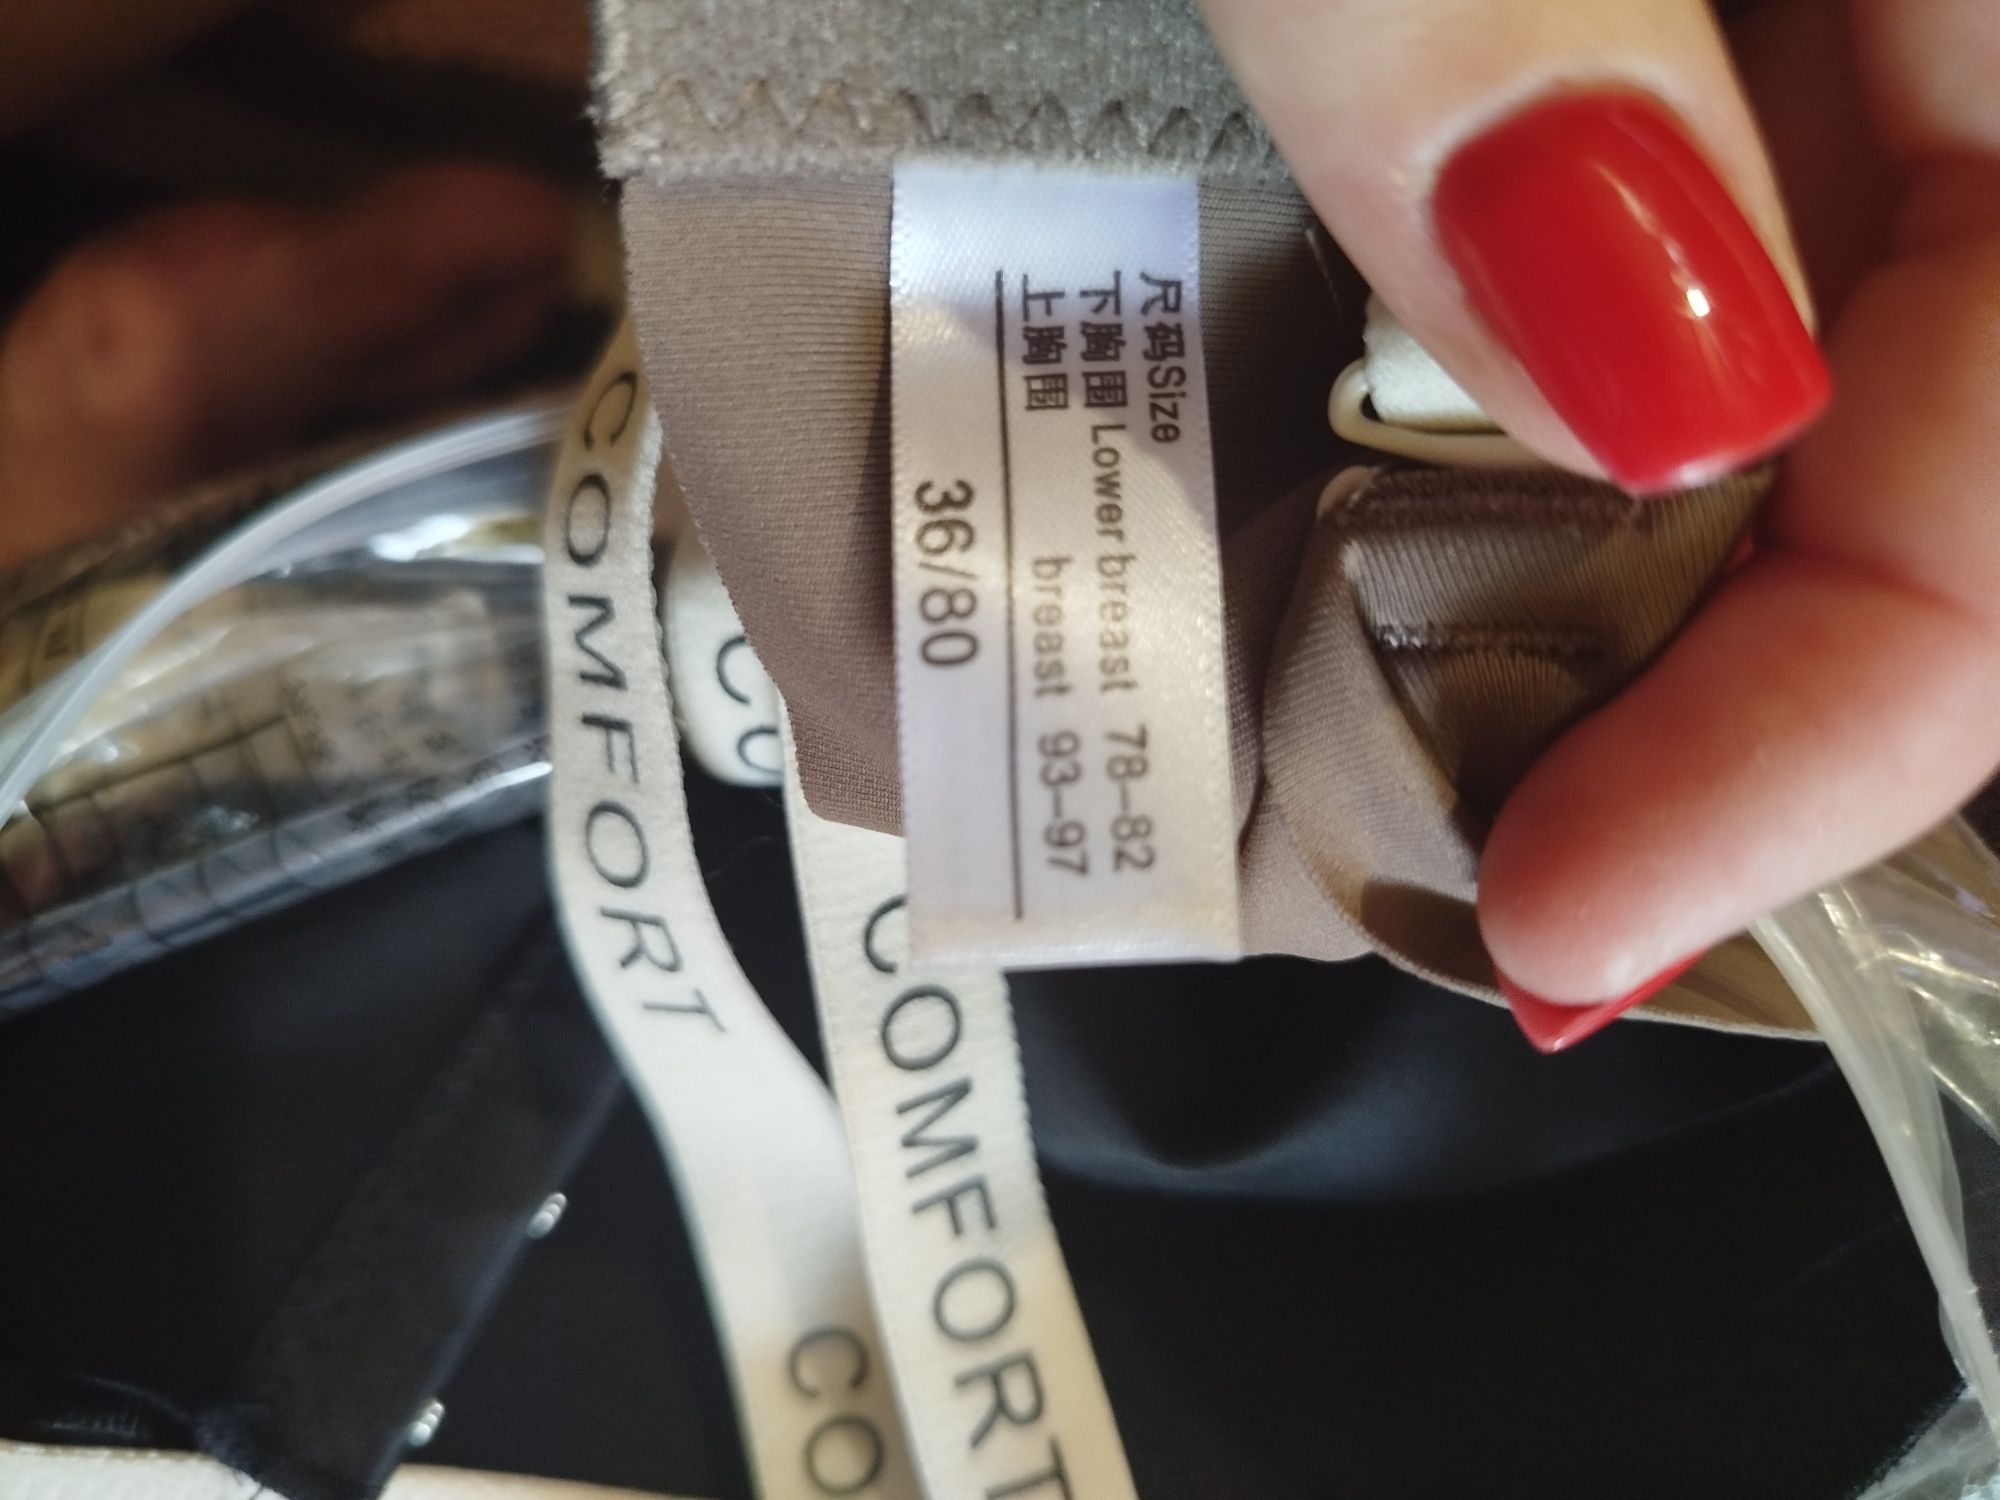 尺码Size
下胸围 Lower breast 78-82
上胸围 breast 93-97
36/80
COMFORT
CO
COMFORT
CO